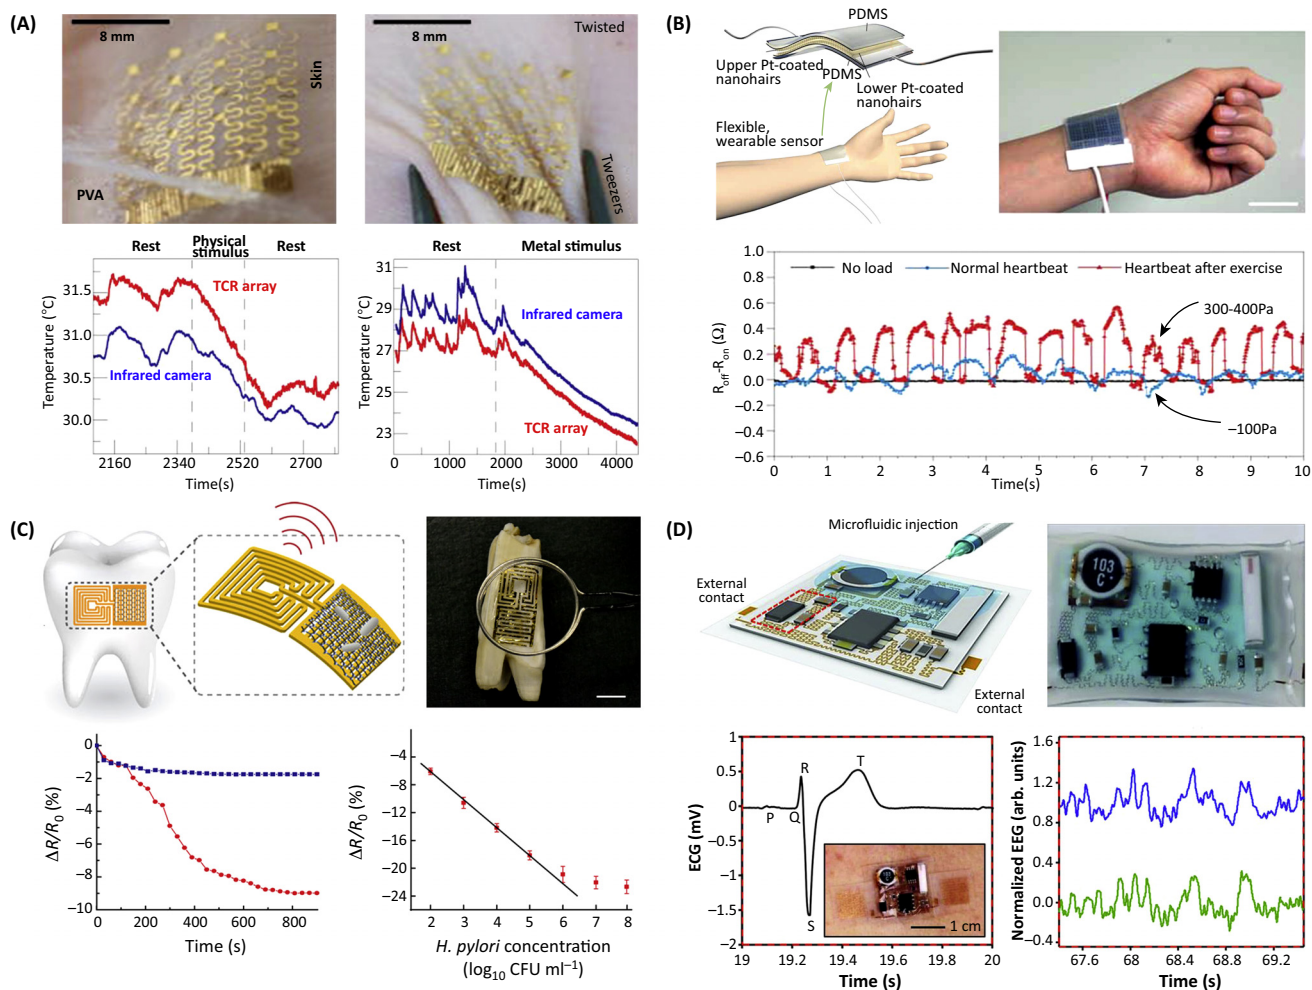 (A)
8 mm
Skin
PVA
8 mm
Twisted
Tweezers
Rest
Physical
stimulus
Rest
TCR array
Infrared camera
31.5
31.0
30.5
30.0
Temperature (°C)
2160 2340 2520 2700
Time(s)
Rest
Metal stimulus
Infrared camera
TCR array
31
29
27
25
23
Temperature (°C)
0 1000 2000 3000 4000
Time(s)
(B)
PDMS
Upper Pt-coated
nanohairs
PDMS
Lower Pt-coated
nanohairs
Flexible,
wearable sensor
No load Normal heartbeat Heartbeat after exercise
300-400Pa
–100Pa
1.0
0.8
0.6
0.4
0.2
0.0
–0.2
–0.4
–0.6
Roff-Ron (Ω)
0 1 2 3 4 5 6 7 8 9 10
Time(s)
(C)
0
–2
–4
–6
–8
–10
ΔR/R0 (%)
0 200 400 600 800
Time (s)
–4
–8
–12
–16
–20
–24
ΔR/R0 (%)
2 3 4 5 6 7 8
H. pylori concentration
(log10 CFU ml–1)
(D)
Microfluidic injection
External
contact
External
contact
103
C
1
0.5
0
–0.5
–1
–1.5
–2
ECG (mV)
P
Q
R
S
T
103
1 cm
19 19.2 19.4 19.6 19.8 20
Time (s)
1.6
1.2
0.8
0.4
0.0
–0.4
Normalized EEG (arb. units)
67.6 68 68.4 68.8 69.2
Time (s)